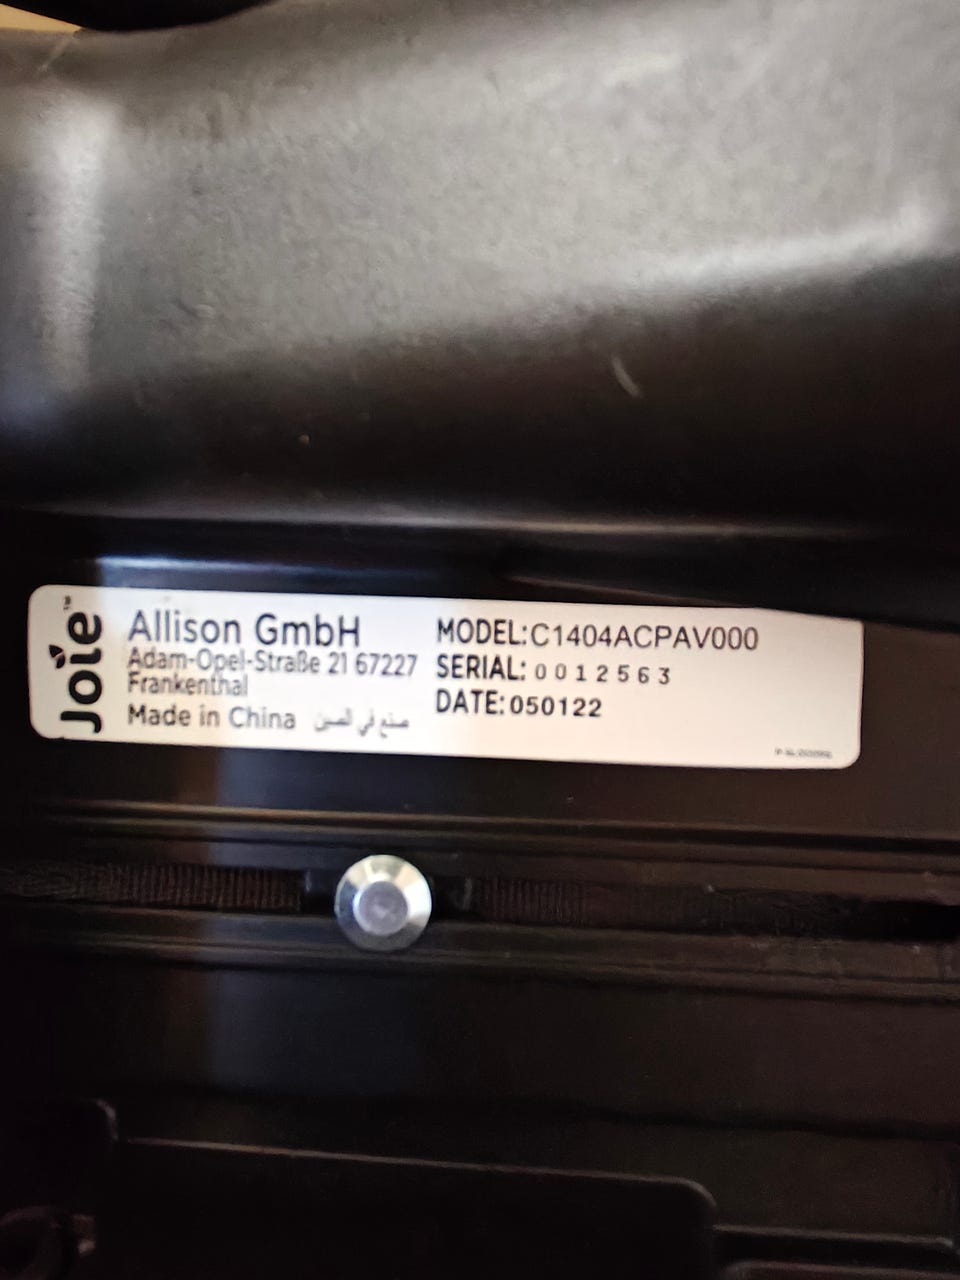 Joie™
Allison GmbH
Adam-Opel-Straße 21 67227
Frankenthal
Made in China صنع في الصين
MODEL:C1404ACPAV000
SERIAL: 0012563
DATE:050122